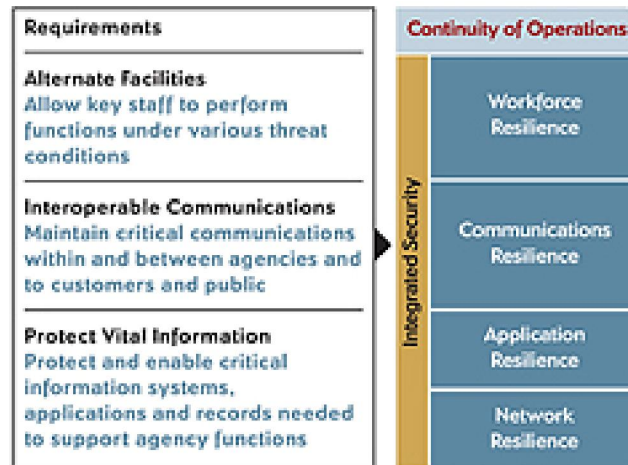 Requirements
Alternate Facilities
Allow key staff to perform
functions under various threat
conditions
Interoperable Communications
Maintain critical communications
within and between agencies and
to customers and public
Protect Vital Information
Protect and enable critical
information systems,
applications and records needed
to support agency functions
Continuity of Operations
Integrated Security
Workforce
Resilience
Communications
Resilience
Application
Resilience
Network
Resilience